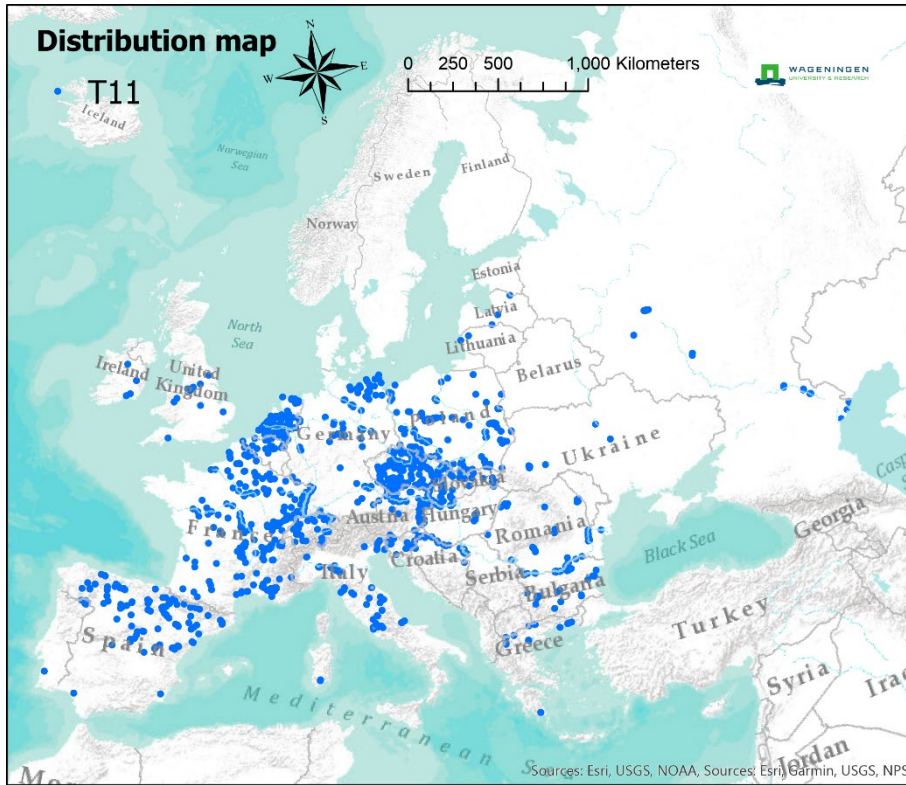 Distribution map
T11
N
W E
S
0 250 500 1,000 Kilometers
WAGENINGEN
UNIVERSITY & RESEARCH
Iceland
Norwegian
Sea
Sweden
Finland
Norway
Estonia
Latvia
Lithuania
North
Sea
Ireland
United
Kingdom
Belarus
Poland
Germany
Ukraine
Slovakia
Austria
Hungary
France
Romania
Croatia
Italy
Serbia
Black Sea
Georgia
Bulgaria
Spain
Greece
Turkey
Syria
Mediterranean Sea
Jordan
Sources: Esri, USGS, NOAA, Sources: Esri, Garmin, USGS, NPS